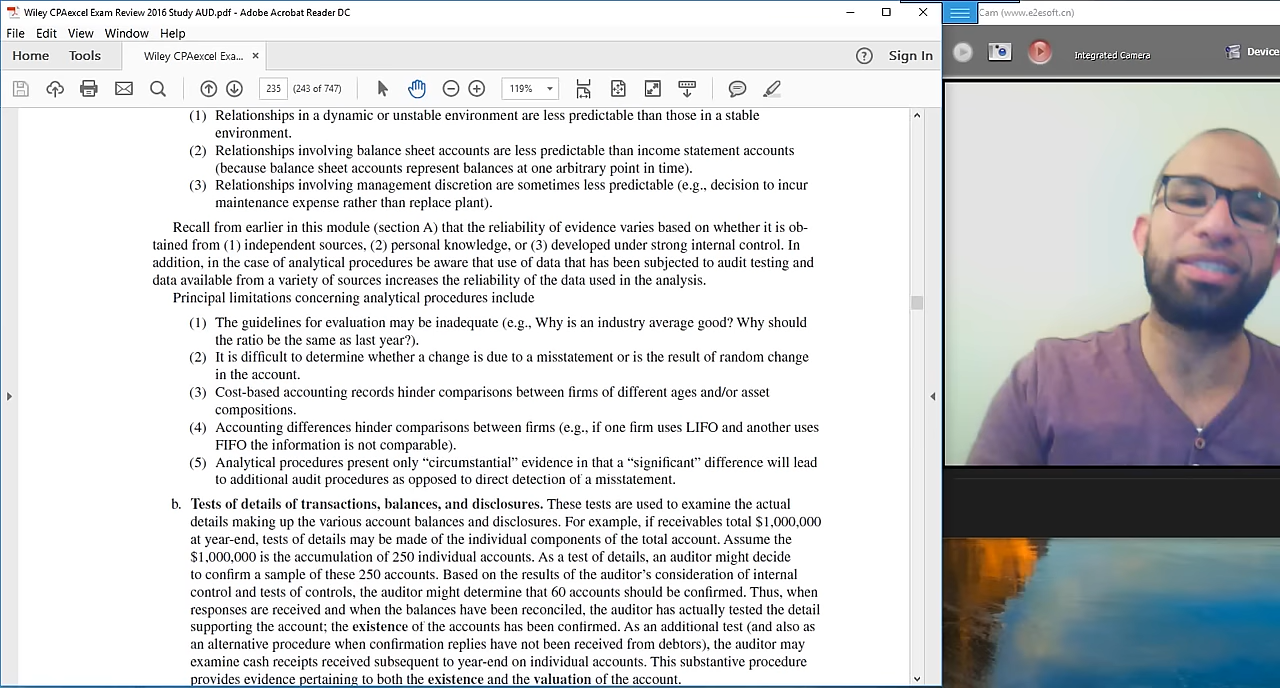 Wiley CPAexcel Exam Review 2016 Study AUD.pdf - Adobe Acrobat Reader DC
Cam (www.e2esoft.cn)
File Edit View Window Help
Home Tools Wiley CPAexcel Exa... × Sign In
Integrated Camera Device
235 (243 of 747) 119%
(1) Relationships in a dynamic or unstable environment are less predictable than those in a stable
environment.
(2) Relationships involving balance sheet accounts are less predictable than income statement accounts
(because balance sheet accounts represent balances at one arbitrary point in time).
(3) Relationships involving management discretion are sometimes less predictable (e.g., decision to incur
maintenance expense rather than replace plant).
Recall from earlier in this module (section A) that the reliability of evidence varies based on whether it is ob-
tained from (1) independent sources, (2) personal knowledge, or (3) developed under strong internal control. In
addition, in the case of analytical procedures be aware that use of data that has been subjected to audit testing and
data available from a variety of sources increases the reliability of the data used in the analysis.
Principal limitations concerning analytical procedures include
(1) The guidelines for evaluation may be inadequate (e.g., Why is an industry average good? Why should
the ratio be the same as last year?).
(2) It is difficult to determine whether a change is due to a misstatement or is the result of random change
in the account.
(3) Cost-based accounting records hinder comparisons between firms of different ages and/or asset
compositions.
(4) Accounting differences hinder comparisons between firms (e.g., if one firm uses LIFO and another uses
FIFO the information is not comparable).
(5) Analytical procedures present only “circumstantial” evidence in that a “significant” difference will lead
to additional audit procedures as opposed to direct detection of a misstatement.
b. Tests of details of transactions, balances, and disclosures. These tests are used to examine the actual
details making up the various account balances and disclosures. For example, if receivables total $1,000,000
at year-end, tests of details may be made of the individual components of the total account. Assume the
$1,000,000 is the accumulation of 250 individual accounts. As a test of details, an auditor might decide
to confirm a sample of these 250 accounts. Based on the results of the auditor’s consideration of internal
control and tests of controls, the auditor might determine that 60 accounts should be confirmed. Thus, when
responses are received and when the balances have been reconciled, the auditor has actually tested the detail
supporting the account; the existence of the accounts has been confirmed. As an additional test (and also as
an alternative procedure when confirmation replies have not been received from debtors), the auditor may
examine cash receipts received subsequent to year-end on individual accounts. This substantive procedure
provides evidence pertaining to both the existence and the valuation of the account.